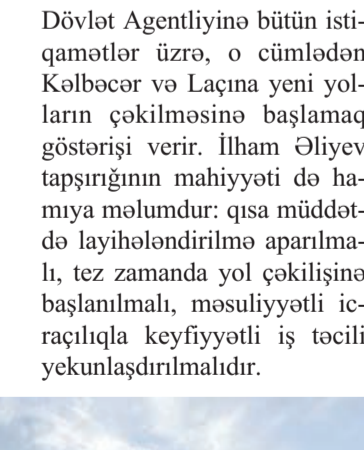 Dövlət Agentliyinə bütün isti-
qamətlər üzrə, o cümlədən
Kəlbəcər və Laçına yeni yol-
ların çəkilməsinə başlamaq
göstərişi verir. İlham Əliyev
tapşırığının mahiyyəti də ha-
mıya məlumdur: qısa müddət-
də layihələndirilmə aparılma-
lı, tez zamanda yol çəkilişinə
başlanılmalı, məsuliyyətli ic-
raçılıqla keyfiyyətli iş təcili
yekunlaşdırılmalıdır.